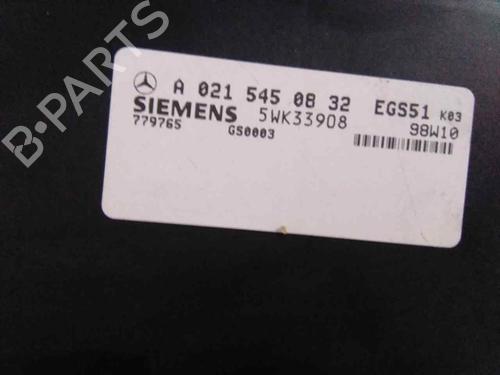 B-PARTS
A 021 545 08 32 EGS51 K03
SIEMENS 5WK33908 98W10
779765 GS0003